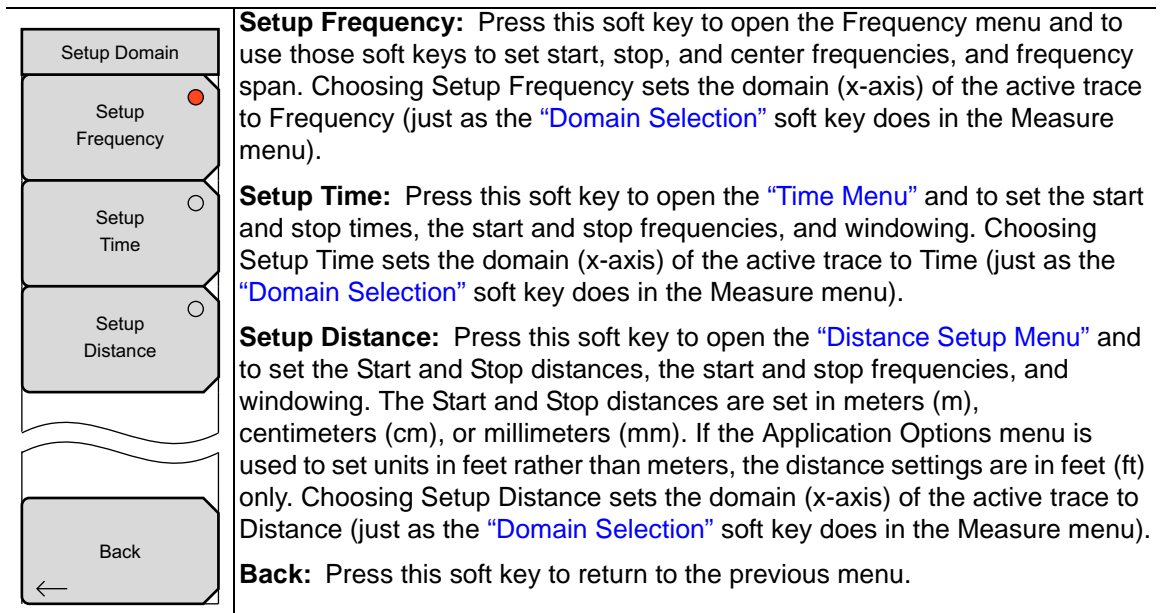 Setup Domain
Setup
Frequency
Setup
Time
Setup
Distance
Back
Setup Frequency: Press this soft key to open the Frequency menu and to
use those soft keys to set start, stop, and center frequencies, and frequency
span. Choosing Setup Frequency sets the domain (x-axis) of the active trace
to Frequency (just as the “Domain Selection” soft key does in the Measure
menu).
Setup Time: Press this soft key to open the “Time Menu” and to set the start
and stop times, the start and stop frequencies, and windowing. Choosing
Setup Time sets the domain (x-axis) of the active trace to Time (just as the
“Domain Selection” soft key does in the Measure menu).
Setup Distance: Press this soft key to open the “Distance Setup Menu” and
to set the Start and Stop distances, the start and stop frequencies, and
windowing. The Start and Stop distances are set in meters (m),
centimeters (cm), or millimeters (mm). If the Application Options menu is
used to set units in feet rather than meters, the distance settings are in feet (ft)
only. Choosing Setup Distance sets the domain (x-axis) of the active trace to
Distance (just as the “Domain Selection” soft key does in the Measure menu).
Back: Press this soft key to return to the previous menu.